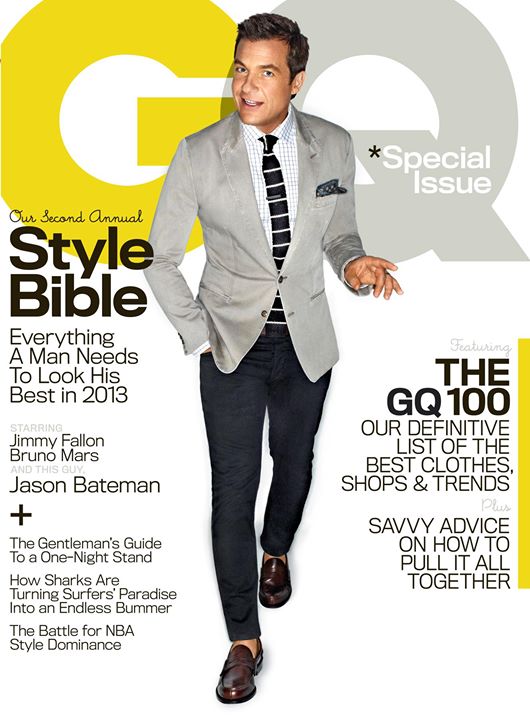 GQ
*Special
Issue
Our Second Annual
Style
Bible
Everything
A Man Needs
To Look His
Best in 2013
STARRING
Jimmy Fallon
Bruno Mars
AND THIS GUY,
Jason Bateman
+
The Gentleman's Guide
To a One-Night Stand
How Sharks Are
Turning Surfers' Paradise
Into an Endless Bummer
The Battle for NBA
Style Dominance
Featuring
THE
GQ 100
OUR DEFINITIVE
LIST OF THE
BEST CLOTHES,
SHOPS & TRENDS
Plus
SAVVY ADVICE
ON HOW TO
PULL IT ALL
TOGETHER